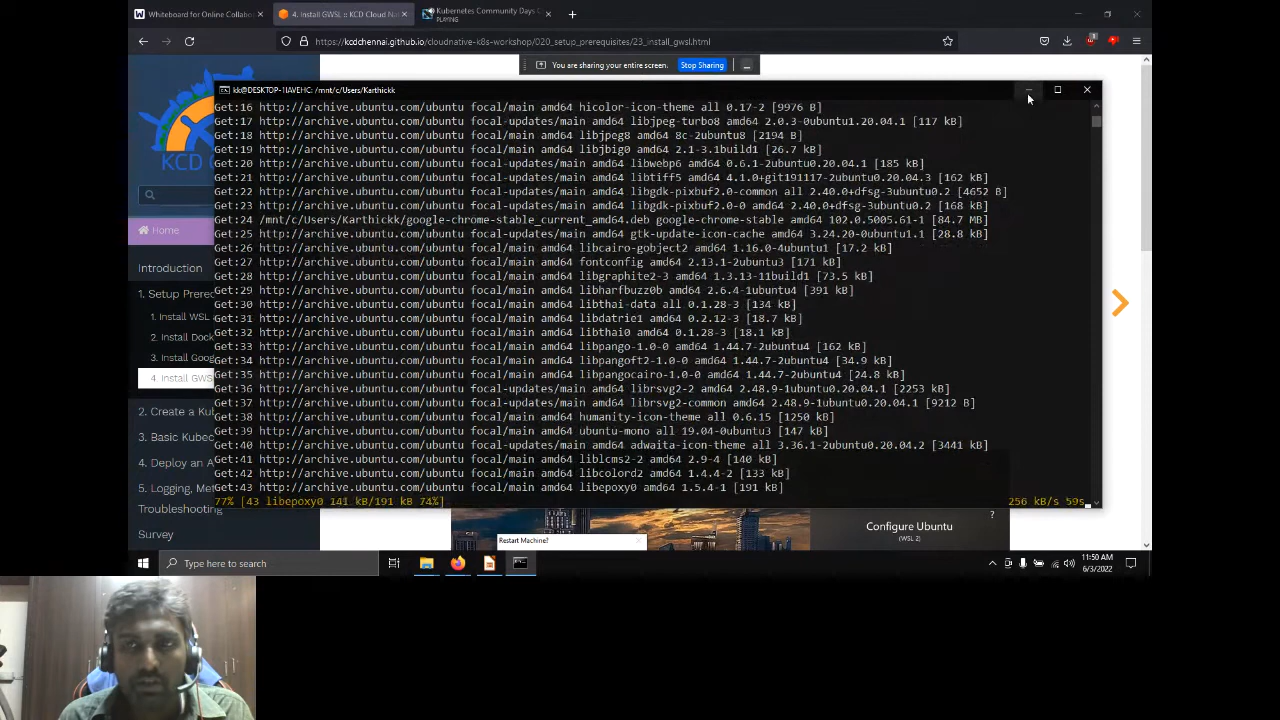 Whiteboard for Online Collabo
4. Install GWSL :: KCD Cloud Na
Kubernetes Community Days C
PLAYING
https://kcdchennai.github.io/cloudnative-k8s-workshop/020_setup_prerequisites/23_install_gwsl.html
You are sharing your entire screen.
Stop Sharing
kk@DESKTOP-1IAVEHC: /mnt/c/Users/Karthickk
Get:16 http://archive.ubuntu.com/ubuntu focal/main amd64 hicolor-icon-theme all 0.17-2 [9976 B]
Get:17 http://archive.ubuntu.com/ubuntu focal-updates/main amd64 libjpeg-turbo8 amd64 2.0.3-0ubuntu1.20.04.1 [117 kB]
Get:18 http://archive.ubuntu.com/ubuntu focal/main amd64 libjpeg8 amd64 8c-2ubuntu8 [2194 B]
Get:19 http://archive.ubuntu.com/ubuntu focal/main amd64 libjbig0 amd64 2.1-3.1build1 [26.7 kB]
Get:20 http://archive.ubuntu.com/ubuntu focal-updates/main amd64 libwebp6 amd64 0.6.1-2ubuntu0.20.04.1 [185 kB]
Get:21 http://archive.ubuntu.com/ubuntu focal-updates/main amd64 libtiff5 amd64 4.1.0+git191117-2ubuntu0.20.04.3 [162 kB]
Get:22 http://archive.ubuntu.com/ubuntu focal-updates/main amd64 libgdk-pixbuf2.0-common all 2.40.0+dfsg-3ubuntu0.2 [4652 B]
Get:23 http://archive.ubuntu.com/ubuntu focal-updates/main amd64 libgdk-pixbuf2.0-0 amd64 2.40.0+dfsg-3ubuntu0.2 [168 kB]
Get:24 /mnt/c/Users/Karthickk/google-chrome-stable_current_amd64.deb google-chrome-stable amd64 102.0.5005.61-1 [84.7 MB]
Get:25 http://archive.ubuntu.com/ubuntu focal-updates/main amd64 gtk-update-icon-cache amd64 3.24.20-0ubuntu1.1 [28.8 kB]
Get:26 http://archive.ubuntu.com/ubuntu focal/main amd64 libcairo-gobject2 amd64 1.16.0-4ubuntu1 [17.2 kB]
Get:27 http://archive.ubuntu.com/ubuntu focal/main amd64 fontconfig amd64 2.13.1-2ubuntu3 [171 kB]
Get:28 http://archive.ubuntu.com/ubuntu focal/main amd64 libgraphite2-3 amd64 1.3.13-11build1 [73.5 kB]
Get:29 http://archive.ubuntu.com/ubuntu focal/main amd64 libharfbuzz0b amd64 2.6.4-1ubuntu4 [391 kB]
Get:30 http://archive.ubuntu.com/ubuntu focal/main amd64 libthai-data all 0.1.28-3 [134 kB]
Get:31 http://archive.ubuntu.com/ubuntu focal/main amd64 libdatrie1 amd64 0.2.12-3 [18.7 kB]
Get:32 http://archive.ubuntu.com/ubuntu focal/main amd64 libthai0 amd64 0.1.28-3 [18.1 kB]
Get:33 http://archive.ubuntu.com/ubuntu focal/main amd64 libpango-1.0-0 amd64 1.44.7-2ubuntu4 [162 kB]
Get:34 http://archive.ubuntu.com/ubuntu focal/main amd64 libpangoft2-1.0-0 amd64 1.44.7-2ubuntu4 [34.9 kB]
Get:35 http://archive.ubuntu.com/ubuntu focal/main amd64 libpangocairo-1.0-0 amd64 1.44.7-2ubuntu4 [24.8 kB]
Get:36 http://archive.ubuntu.com/ubuntu focal-updates/main amd64 librsvg2-2 amd64 2.48.9-1ubuntu0.20.04.1 [2253 kB]
Get:37 http://archive.ubuntu.com/ubuntu focal-updates/main amd64 librsvg2-common amd64 2.48.9-1ubuntu0.20.04.1 [9212 B]
Get:38 http://archive.ubuntu.com/ubuntu focal/main amd64 humanity-icon-theme all 0.6.15 [1250 kB]
Get:39 http://archive.ubuntu.com/ubuntu focal/main amd64 ubuntu-mono all 19.04-0ubuntu3 [147 kB]
Get:40 http://archive.ubuntu.com/ubuntu focal-updates/main amd64 adwaita-icon-theme all 3.36.1-2ubuntu0.20.04.2 [3441 kB]
Get:41 http://archive.ubuntu.com/ubuntu focal/main amd64 liblcms2-2 amd64 2.9-4 [140 kB]
Get:42 http://archive.ubuntu.com/ubuntu focal/main amd64 libcolord2 amd64 1.4.4-2 [133 kB]
Get:43 http://archive.ubuntu.com/ubuntu focal/main amd64 libepoxy0 amd64 1.5.4-1 [191 kB]
77% [43 libepoxy0 141 kB/191 kB 74%] 256 kB/s 59s
KCD C
Home
Introduction
1. Setup Prere
1. Install WSL
2. Install Dock
3. Install Goog
4. Install GWS
2. Create a Ku
3. Basic Kubec
4. Deploy an A
5. Logging, Met
Troubleshooting
Survey
Configure Ubuntu
(WSL 2)
?
Restart Machine?
Type here to search
11:50 AM
6/3/2022